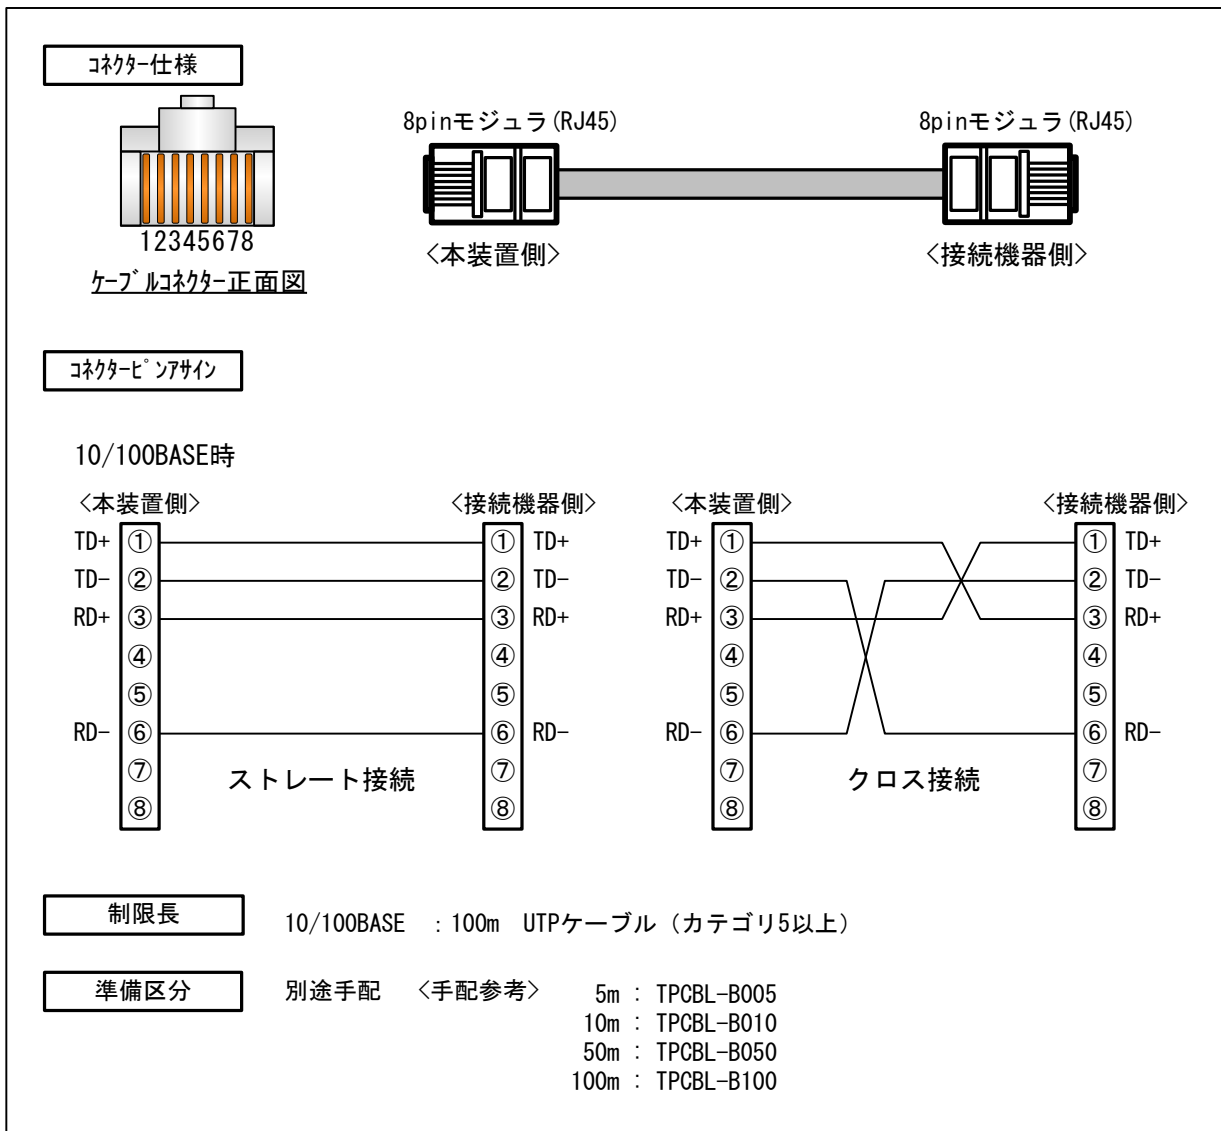 ｺﾈｸﾀｰ仕様
8pinモジュラ(RJ45)
8pinモジュラ(RJ45)
12345678
<本装置側>
<接続機器側>
ｹｰﾌﾞﾙｺﾈｸﾀｰ正面図
ｺﾈｸﾀｰﾋﾟﾝｱｻｲﾝ
10/100BASE時
<本装置側>
<接続機器側>
TD+ ① ① TD+
TD- ② ② TD-
RD+ ③ ③ RD+
④ ④
⑤ ⑤
RD- ⑥ ⑥ RD-
⑦ ⑦
⑧ ⑧
ストレート接続
<本装置側>
<接続機器側>
TD+ ① ① TD+
TD- ② ② TD-
RD+ ③ ③ RD+
④ ④
⑤ ⑤
RD- ⑥ ⑥ RD-
⑦ ⑦
⑧ ⑧
クロス接続
制限長
10/100BASE : 100m UTPケーブル（カテゴリ5以上）
準備区分
別途手配 <手配参考>
5m : TPCBL-B005
10m : TPCBL-B010
50m : TPCBL-B050
100m : TPCBL-B100